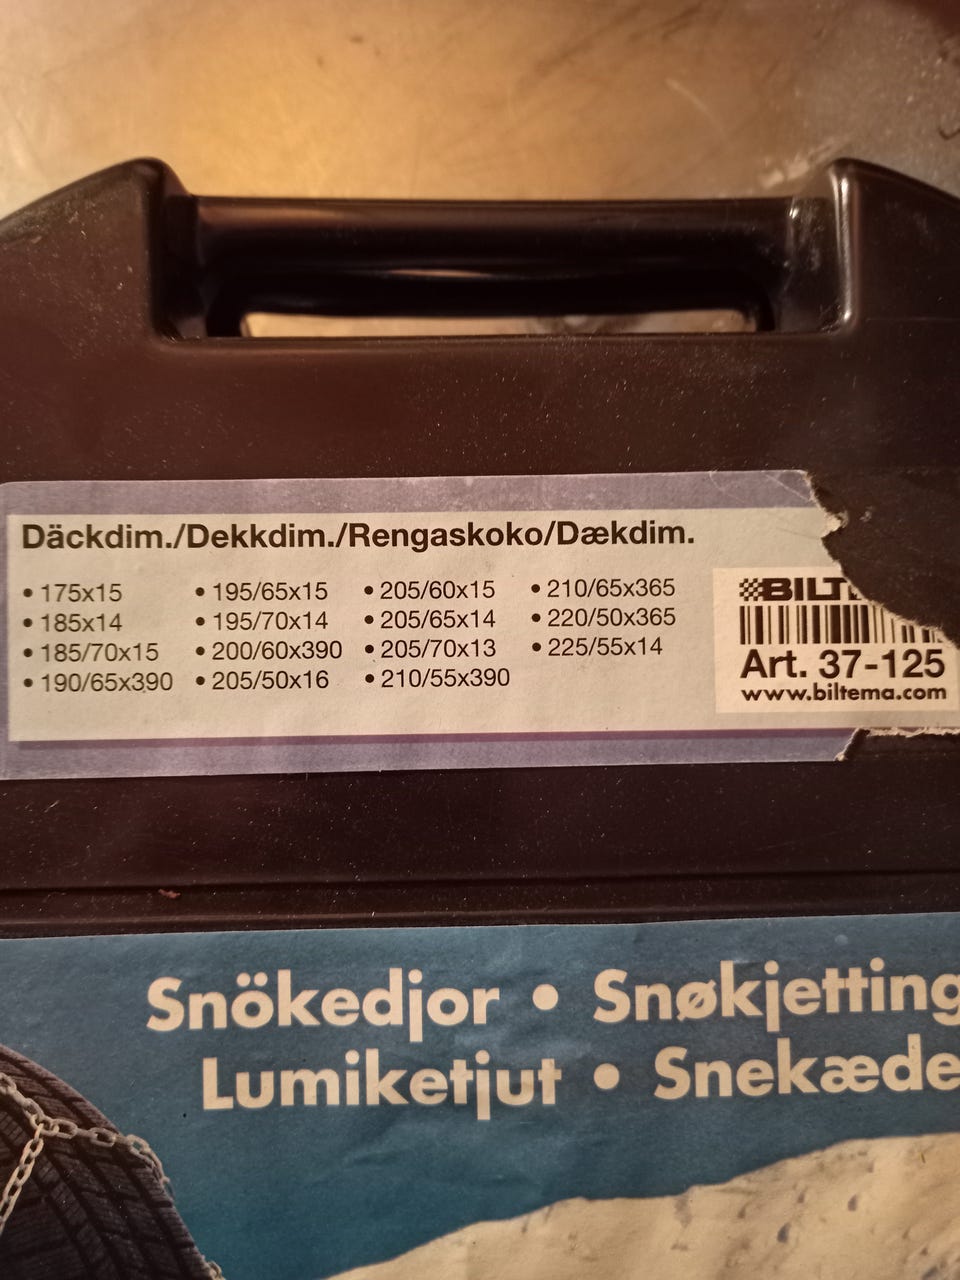 Däckdim./Dekkdim./Rengaskoko/Dækdim.
• 175x15
• 185x14
• 185/70x15
• 190/65x390
• 195/65x15
• 195/70x14
• 200/60x390
• 205/50x16
• 205/60x15
• 205/65x14
• 205/70x13
• 210/55x390
• 210/65x365
• 220/50x365
• 225/55x14
BILT
Art. 37-125
www.biltema.com
Snökedjor • Snøkjetting
Lumiketjut • Snekæde